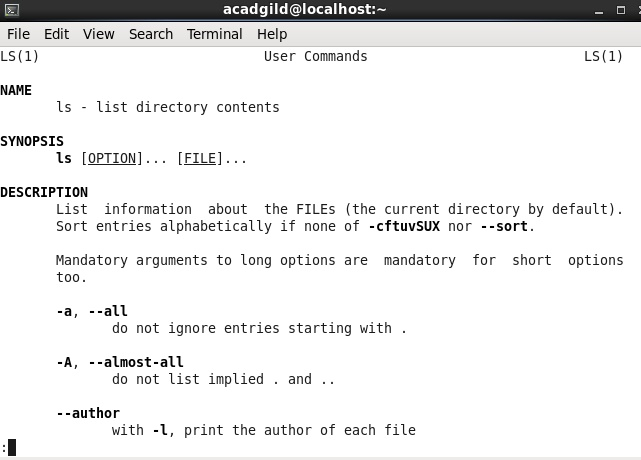 acadgild@localhost:~
File Edit View Search Terminal Help
LS(1) User Commands LS(1)
NAME
ls - list directory contents
SYNOPSIS
ls [OPTION]... [FILE]...
DESCRIPTION
List information about the FILEs (the current directory by default).
Sort entries alphabetically if none of -cftuvSUX nor --sort.
Mandatory arguments to long options are mandatory for short options
too.
-a, --all
do not ignore entries starting with .
-A, --almost-all
do not list implied . and ..
--author
with -l, print the author of each file
: